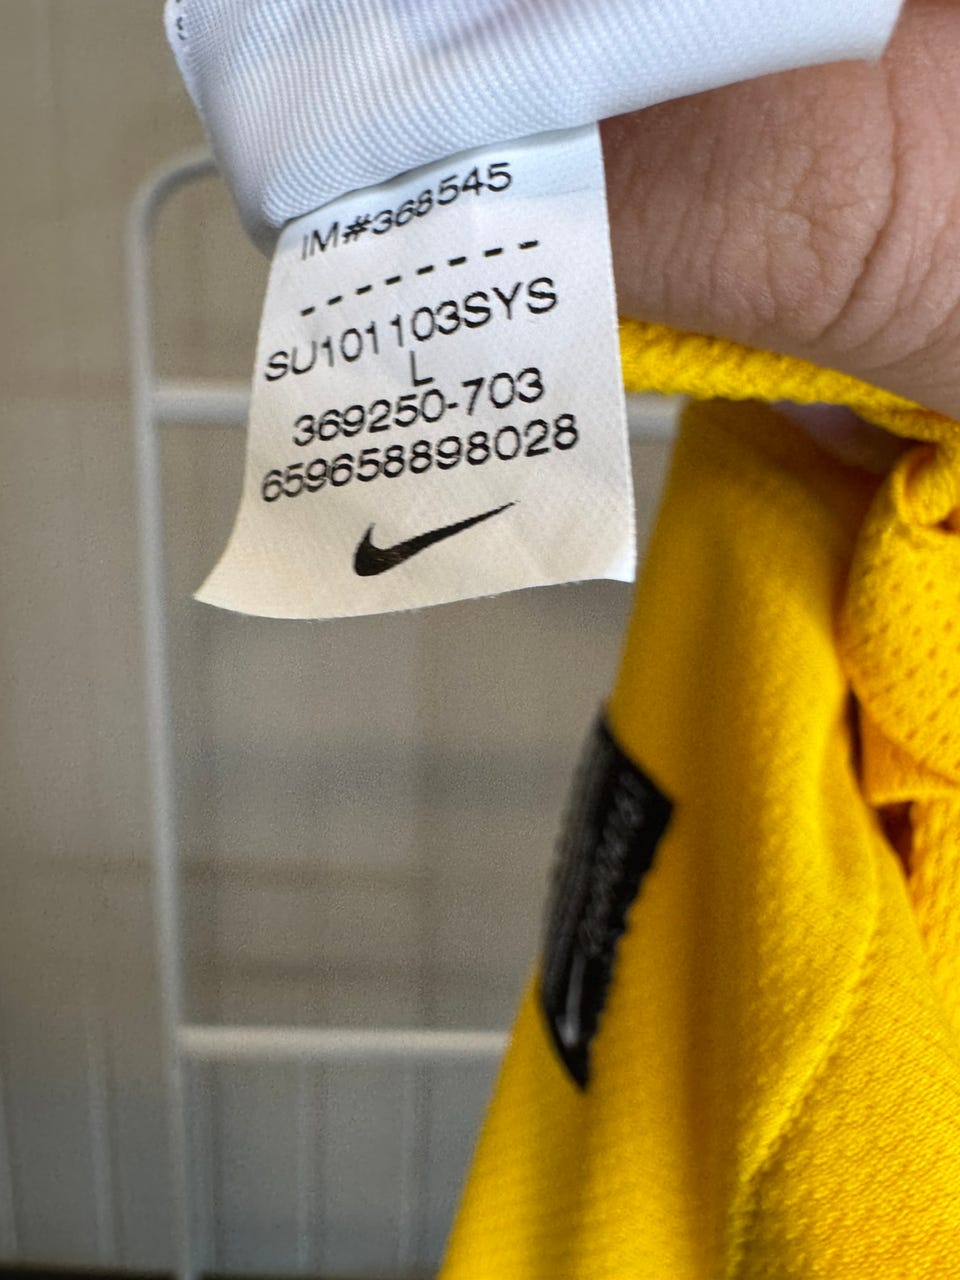 IM#368545
--------
SU101103SYS
L
369250-703
659658898028